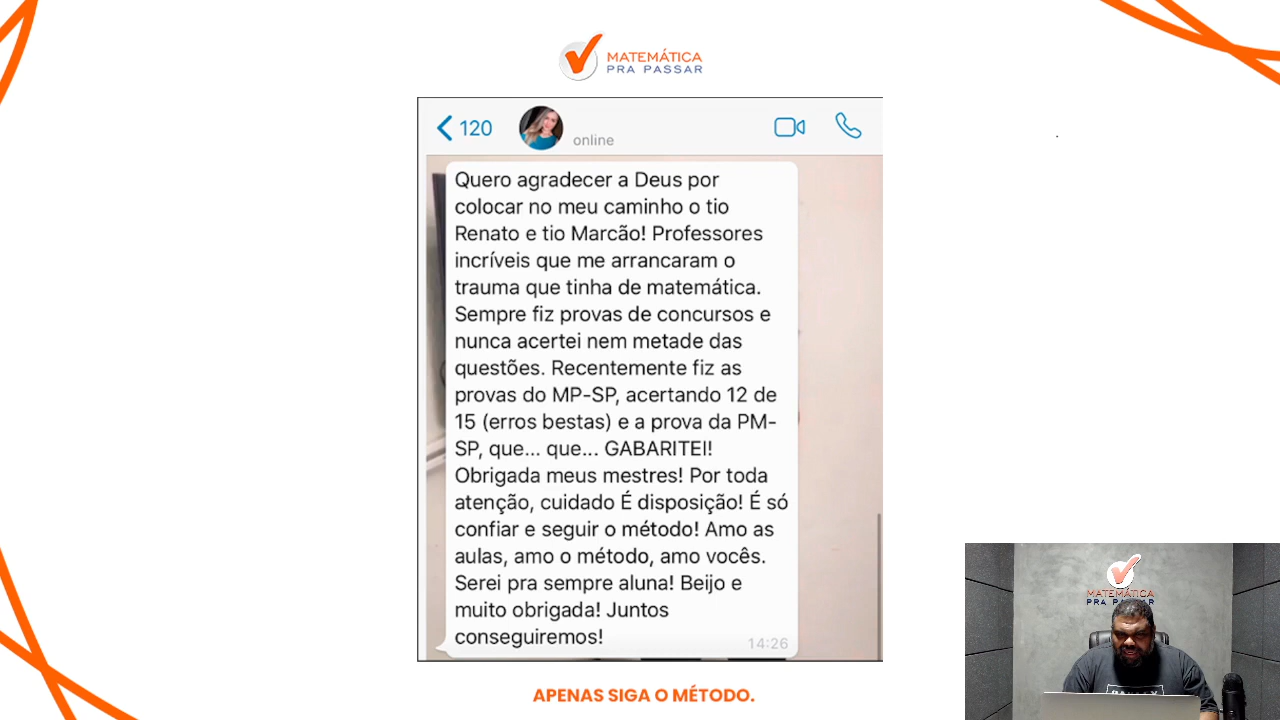 MATEMÁTICA
PRA PASSAR
120
online
Quero agradecer a Deus por
colocar no meu caminho o tio
Renato e tio Marcão! Professores
incríveis que me arrancaram o
trauma que tinha de matemática.
Sempre fiz provas de concursos e
nunca acertei nem metade das
questões. Recentemente fiz as
provas do MP-SP, acertando 12 de
15 (erros bestas) e a prova da PM-
SP, que... que... GABARITEI!
Obrigada meus mestres! Por toda
atenção, cuidado É disposição! É só
confiar e seguir o método! Amo as
aulas, amo o método, amo vocês.
Serei pra sempre aluna! Beijo e
muito obrigada! Juntos
conseguiremos!
14:26
APENAS SIGA O MÉTODO.
MATEMÁTICA
PRA PASSAR